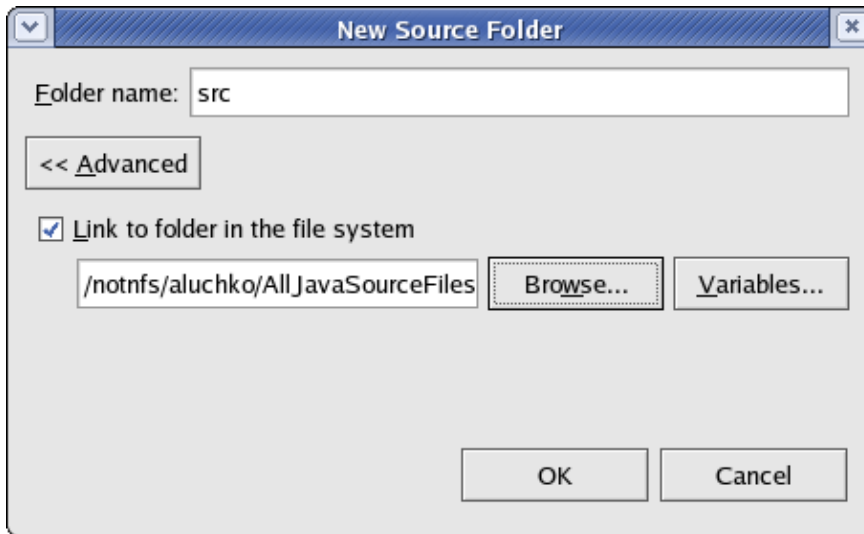 New Source Folder
Folder name: src
<< Advanced
Link to folder in the file system
/notnfs/aluchko/AllJavaSourceFiles Browse... Variables...
OK Cancel